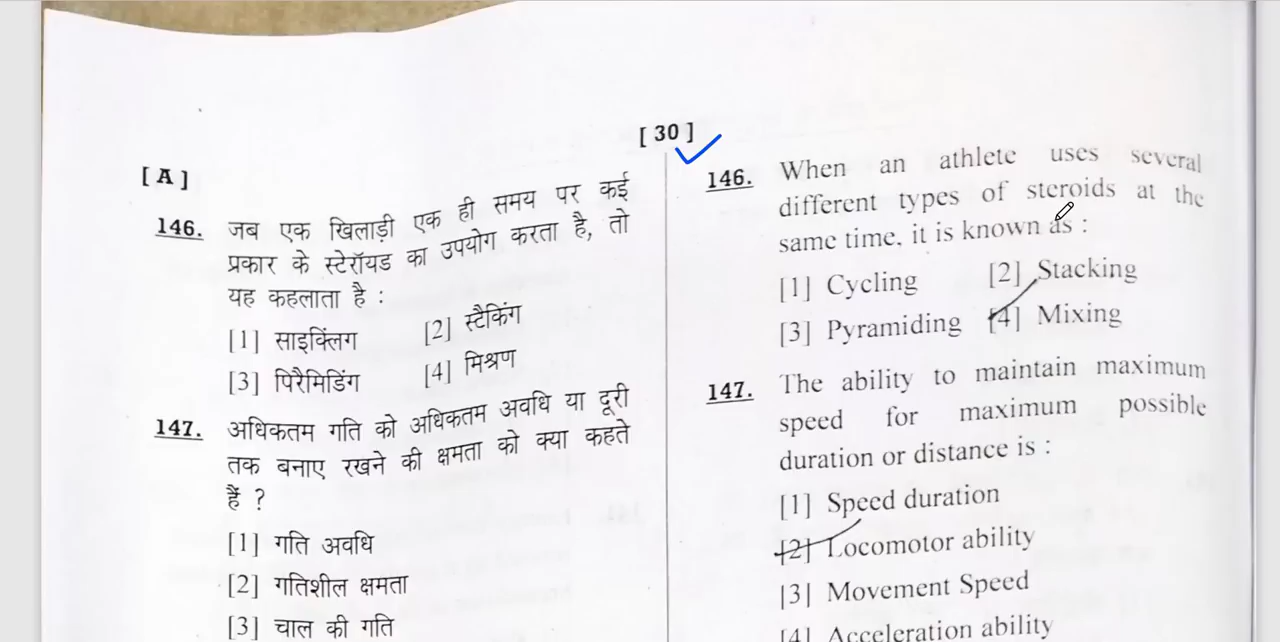 [ 30 ]
[ A ]
146. जब एक खिलाड़ी एक ही समय पर कई
प्रकार के स्टेरॉयड का उपयोग करता है, तो
यह कहलाता है :
[1] साइक्लिंग [2] स्टैकिंग
[3] पिरैमिडिंग [4] मिश्रण
147. अधिकतम गति को अधिकतम अवधि या दूरी
तक बनाए रखने की क्षमता को क्या कहते
हैं ?
[1] गति अवधि
[2] गतिशील क्षमता
[3] चाल की गति
146. When an athlete uses several
different types of steroids at the
same time, it is known as :
[1] Cycling [2] Stacking
[3] Pyramiding [4] Mixing
147. The ability to maintain maximum
speed for maximum possible
duration or distance is :
[1] Speed duration
[2] Locomotor ability
[3] Movement Speed
[4] Acceleration ability